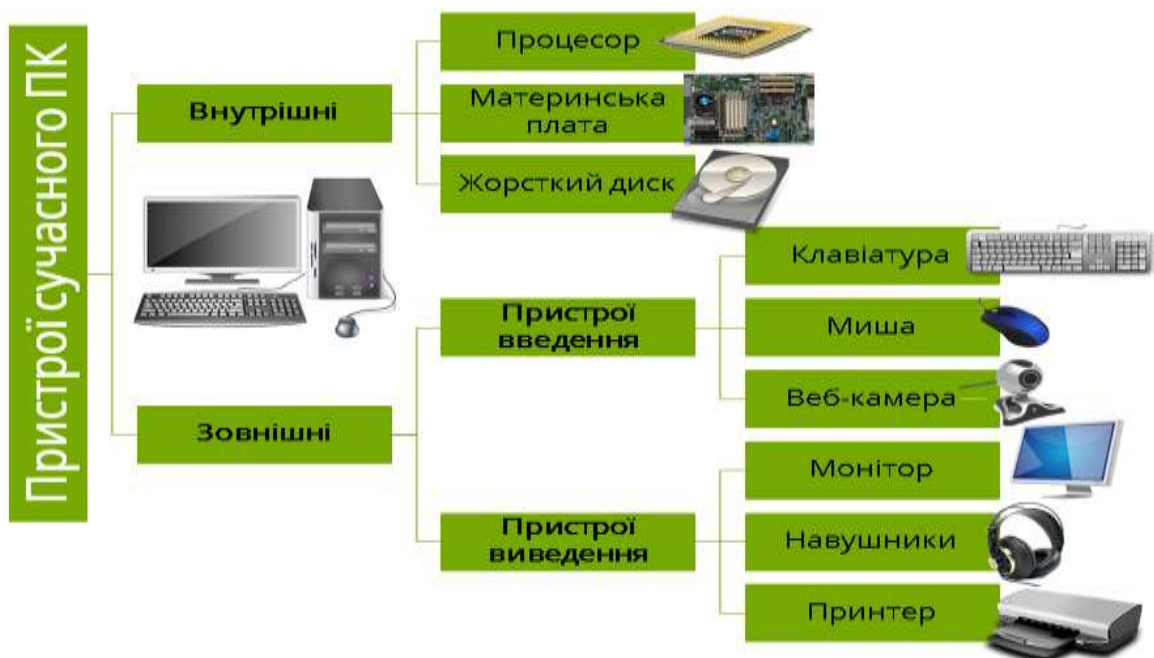 Пристрої сучасного ПК
Внутрішні
Процесор
Материнська
плата
Жорсткий диск
Зовнішні
Пристрої
введення
Клавіатура
Миша
Веб-камера
Пристрої
виведення
Монітор
Навушники
Принтер